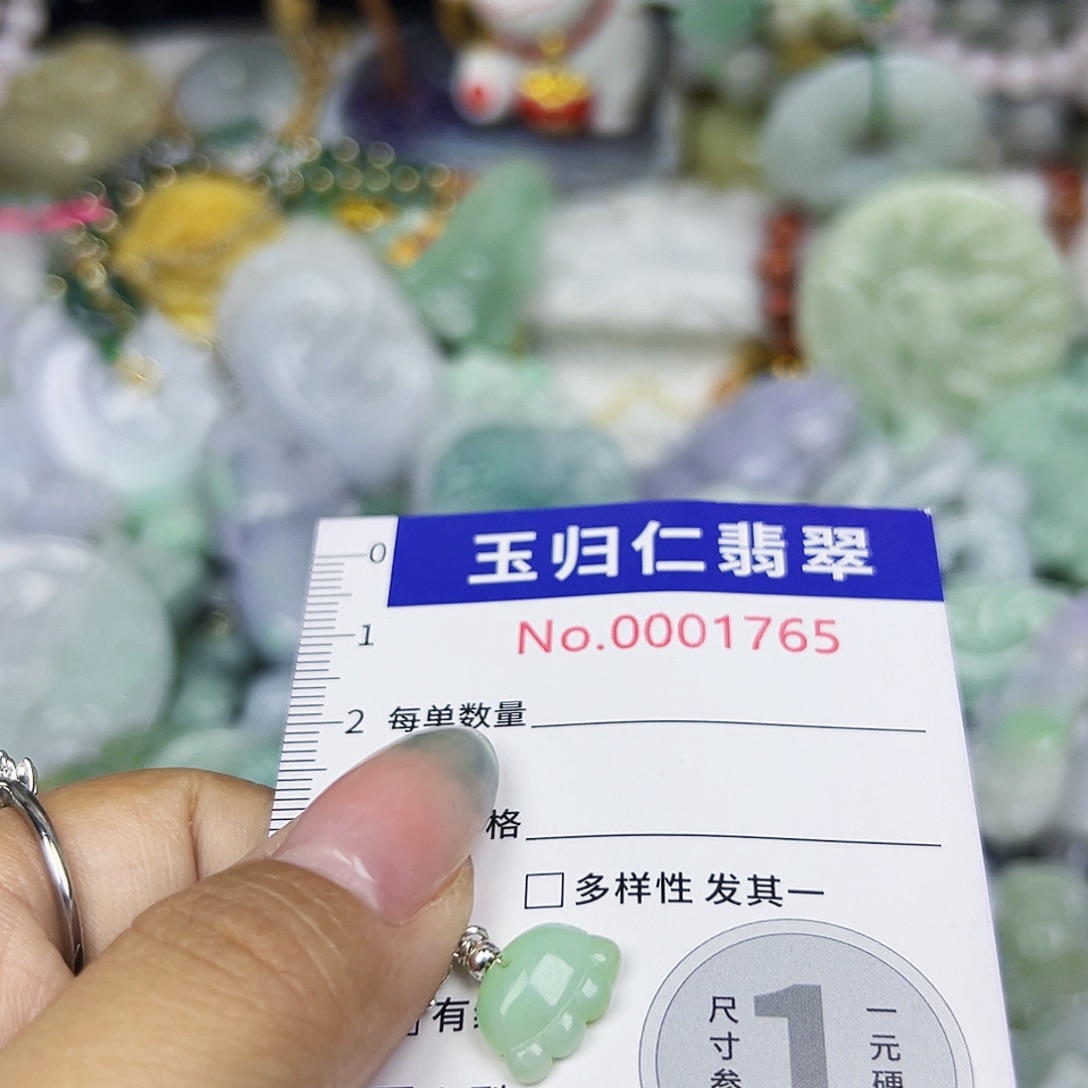 玉归仁翡翠
No.0001765
0
1
2
每单数量
格
多样性 发其一
有
尺寸参
1
一元硬